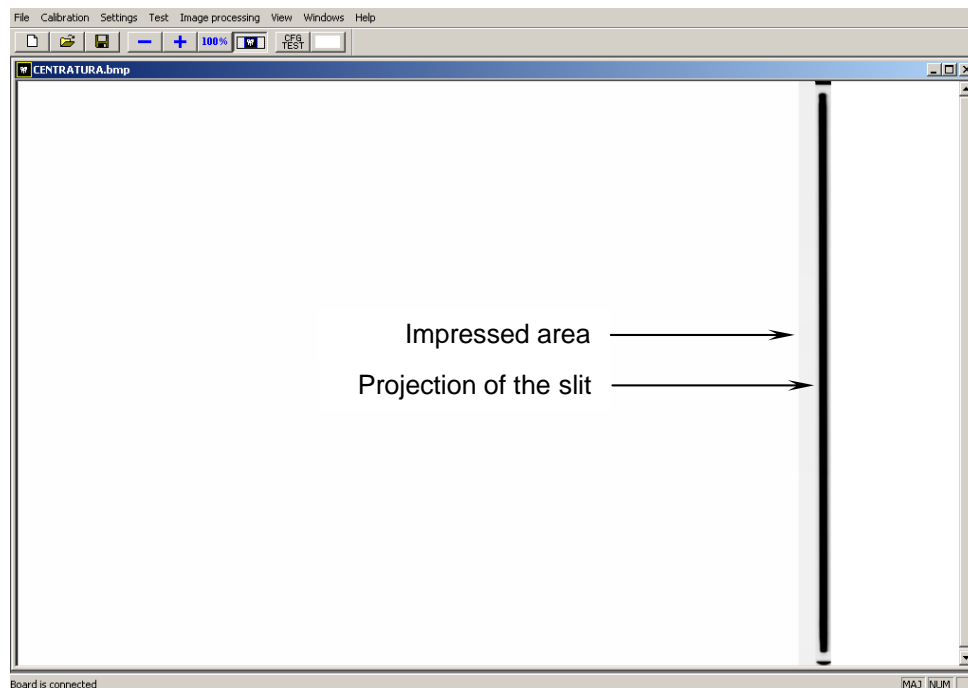 File Calibration Settings Test Image processing View Windows Help
100% CFG TEST
CENTRATURA.bmp
Impressed area
Projection of the slit
Board is connected MAJ NUM